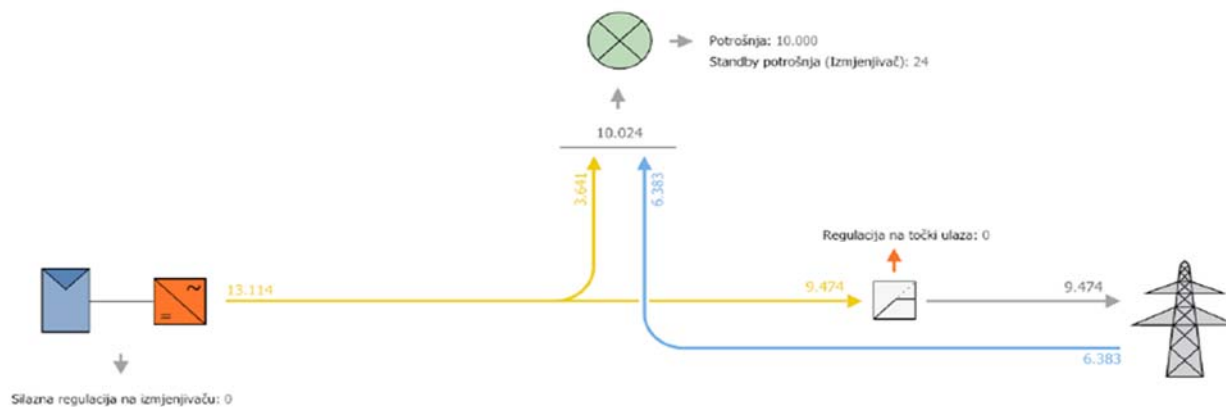 Potrošnja: 10.000
Standby potrošnja (Izmjenjivač): 24
10.024
3.641
6.383
Regulacija na točki ulaza: 0
13.114
9.474
9.474
6.383
Silazna regulacija na izmjenjivaču: 0